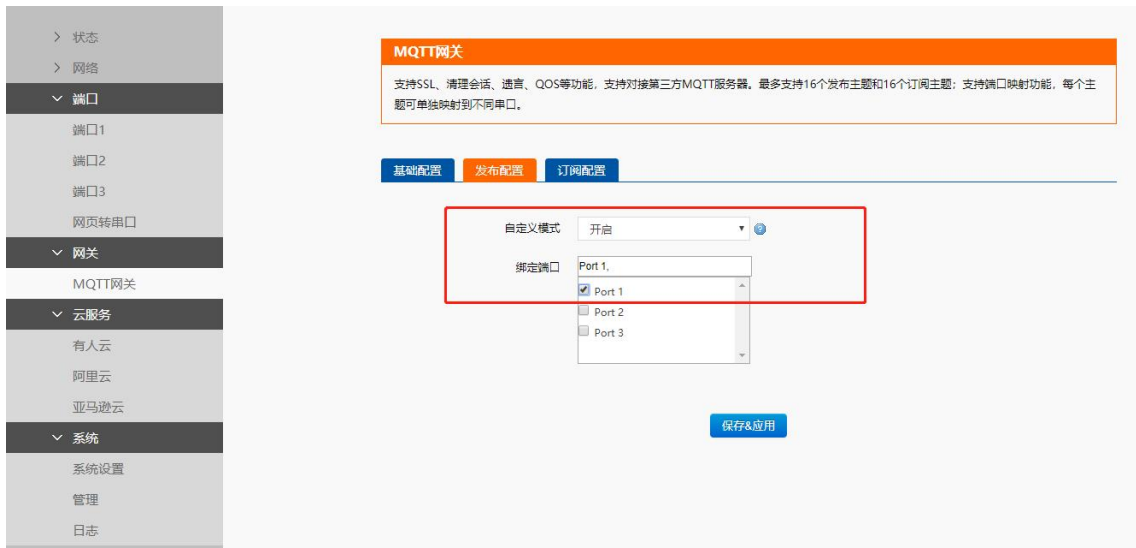 状态
网络
端口
端口1
端口2
端口3
网页转串口
网关
MQTT网关
云服务
有人云
阿里云
亚马逊云
系统
系统设置
管理
日志
MQTT网关
支持SSL、清理会话、遗言、QOS等功能，支持对接第三方MQTT服务器。最多支持16个发布主题和16个订阅主题；支持端口映射功能，每个主
题可单独映射到不同串口。
基础配置 发布配置 订阅配置
自定义模式 开启
绑定端口 Port 1,
Port 1
Port 2
Port 3
保存&应用